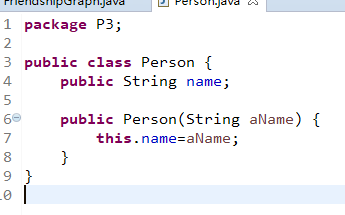 FriendshipGraph.java Person.java
1 package P3;
2
3 public class Person {
4 public String name;
5
6 public Person(String aName) {
7 this.name=aName;
8 }
9 }
10